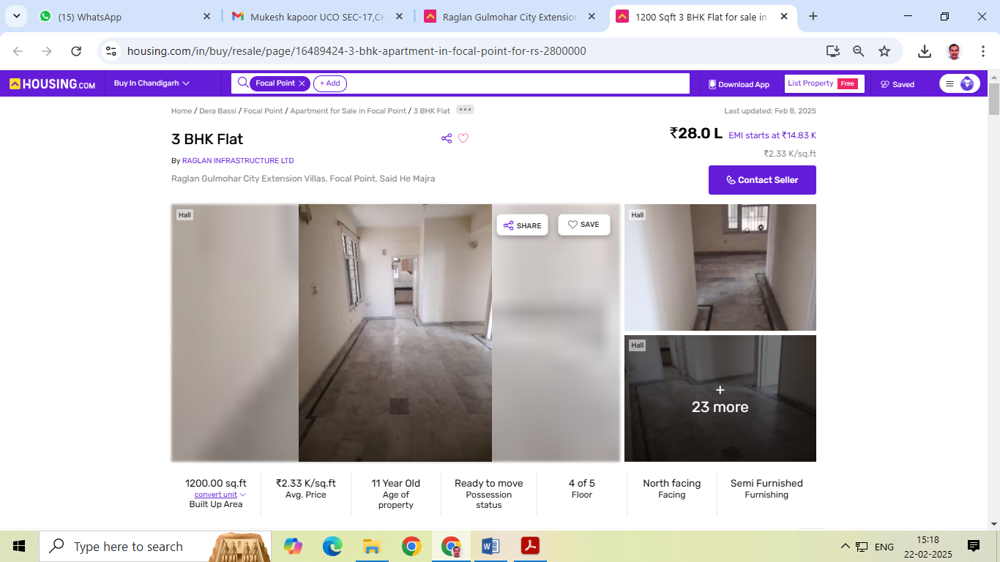 (15) WhatsApp
Mukesh kapoor UCO SEC-17,CH
Raglan Gulmohar City Extension
1200 Sqft 3 BHK Flat for sale in
housing.com/in/buy/resale/page/16489424-3-bhk-apartment-in-focal-point-for-rs-2800000
HOUSING.COM
Buy In Chandigarh
Focal Point
+ Add
Download App
List Property Free
Saved
Home / Dera Bassi / Focal Point / Apartment for Sale in Focal Point / 3 BHK Flat
Last updated: Feb 8, 2025
3 BHK Flat
₹28.0 L EMI starts at ₹14.83 K
₹2.33 K/sq.ft
By RAGLAN INFRASTRUCTURE LTD
Raglan Gulmohar City Extension Villas, Focal Point, Said He Majra
Contact Seller
Hall
SHARE
SAVE
Hall
Hall
+
23 more
1200.00 sq.ft
convert unit
Built Up Area
₹2.33 K/sq.ft
Avg. Price
11 Year Old
Age of
property
Ready to move
Possession
status
4 of 5
Floor
North facing
Facing
Semi Furnished
Furnishing
Type here to search
ENG
15:18
22-02-2025